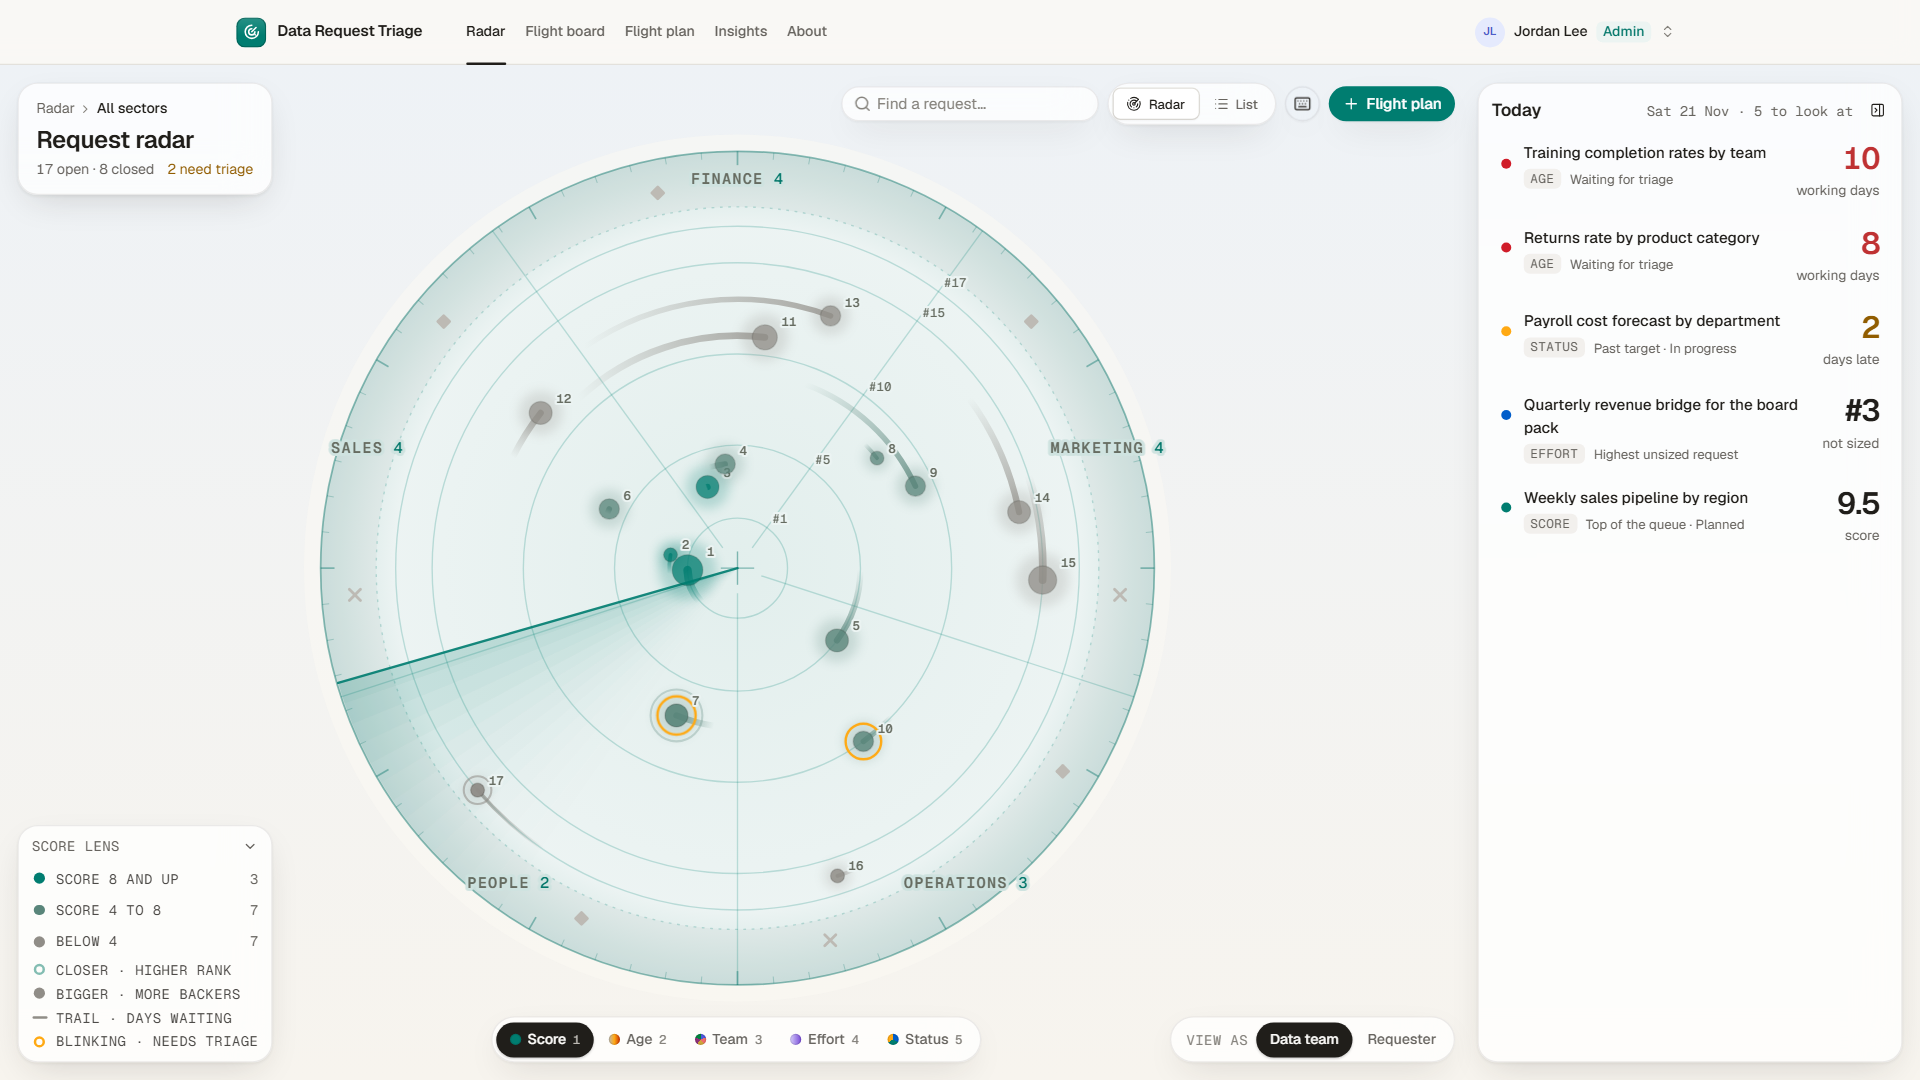 Data Request Triage
Radar
Flight board
Flight plan
Insights
About
JL
Jordan Lee
Admin
Radar > All sectors
Request radar
17 open · 8 closed 2 need triage
Find a request...
Radar
List
+ Flight plan
FINANCE 4
SALES 4
MARKETING 4
PEOPLE 2
OPERATIONS 3
#17
#15
#10
#5
#1
13
11
12
4
3
8
9
6
14
2
1
15
5
7
10
17
16
SCORE LENS
SCORE 8 AND UP 3
SCORE 4 TO 8 7
BELOW 4 7
CLOSER · HIGHER RANK
BIGGER · MORE BACKERS
TRAIL · DAYS WAITING
BLINKING · NEEDS TRIAGE
Score 1
Age 2
Team 3
Effort 4
Status 5
VIEW AS
Data team
Requester
Today
Sat 21 Nov · 5 to look at
Training completion rates by team
10
AGE Waiting for triage
working days
Returns rate by product category
8
AGE Waiting for triage
working days
Payroll cost forecast by department
2
STATUS Past target · In progress
days late
Quarterly revenue bridge for the board
pack
#3
EFFORT Highest unsized request
not sized
Weekly sales pipeline by region
9.5
SCORE Top of the queue · Planned
score